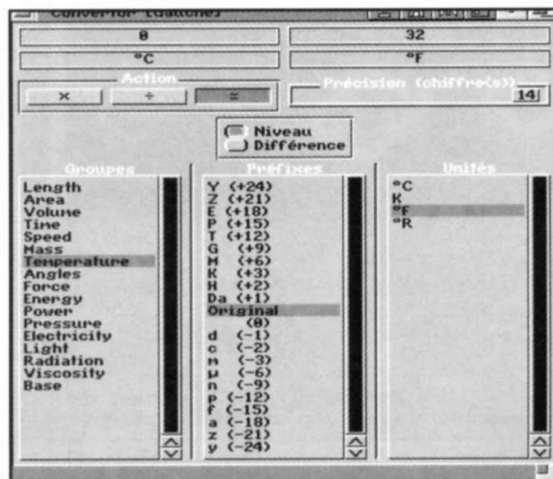 Convertor [Gauche]
0 32
°C °F
Action
× ÷ =
Précision (chiffre(s))
14
Niveau
Différence
Groupes
Length
Area
Volume
Time
Speed
Mass
Temperature
Angles
Force
Energy
Power
Pressure
Electricity
Light
Radiation
Viscosity
Base
Préfixes
Y (+24)
Z (+21)
E (+18)
P (+15)
T (+12)
G (+9)
M (+6)
K (+3)
H (+2)
Da (+1)
Original
(0)
d (-1)
c (-2)
m (-3)
µ (-6)
n (-9)
p (-12)
f (-15)
a (-18)
z (-21)
y (-24)
Unités
°C
K
°F
°R